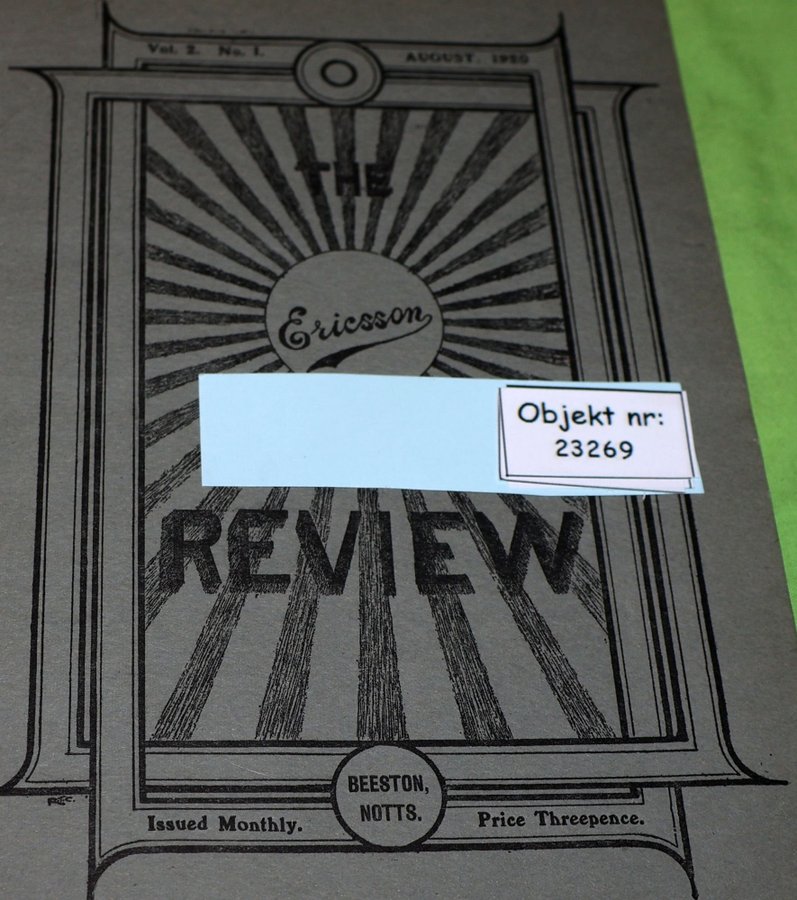 Vol. 2. No. 1.
AUGUST, 1920
THE
Ericsson
Objekt nr:
23269
REVIEW
BEESTON,
NOTTS.
Issued Monthly.
Price Threepence.